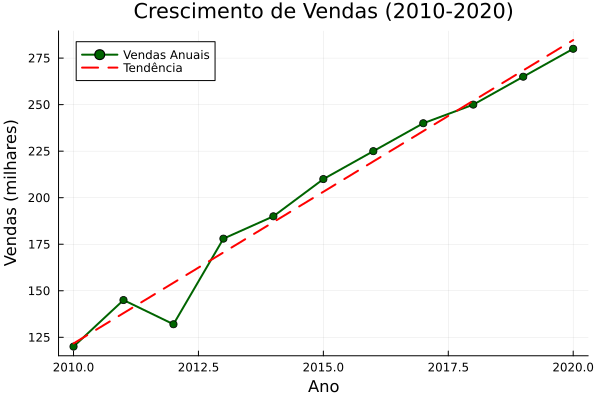 Crescimento de Vendas (2010-2020)
Vendas Anuais
Tendência
Vendas (milhares)
275
250
225
200
175
150
125
2010.0 2012.5 2015.0 2017.5 2020.0
Ano